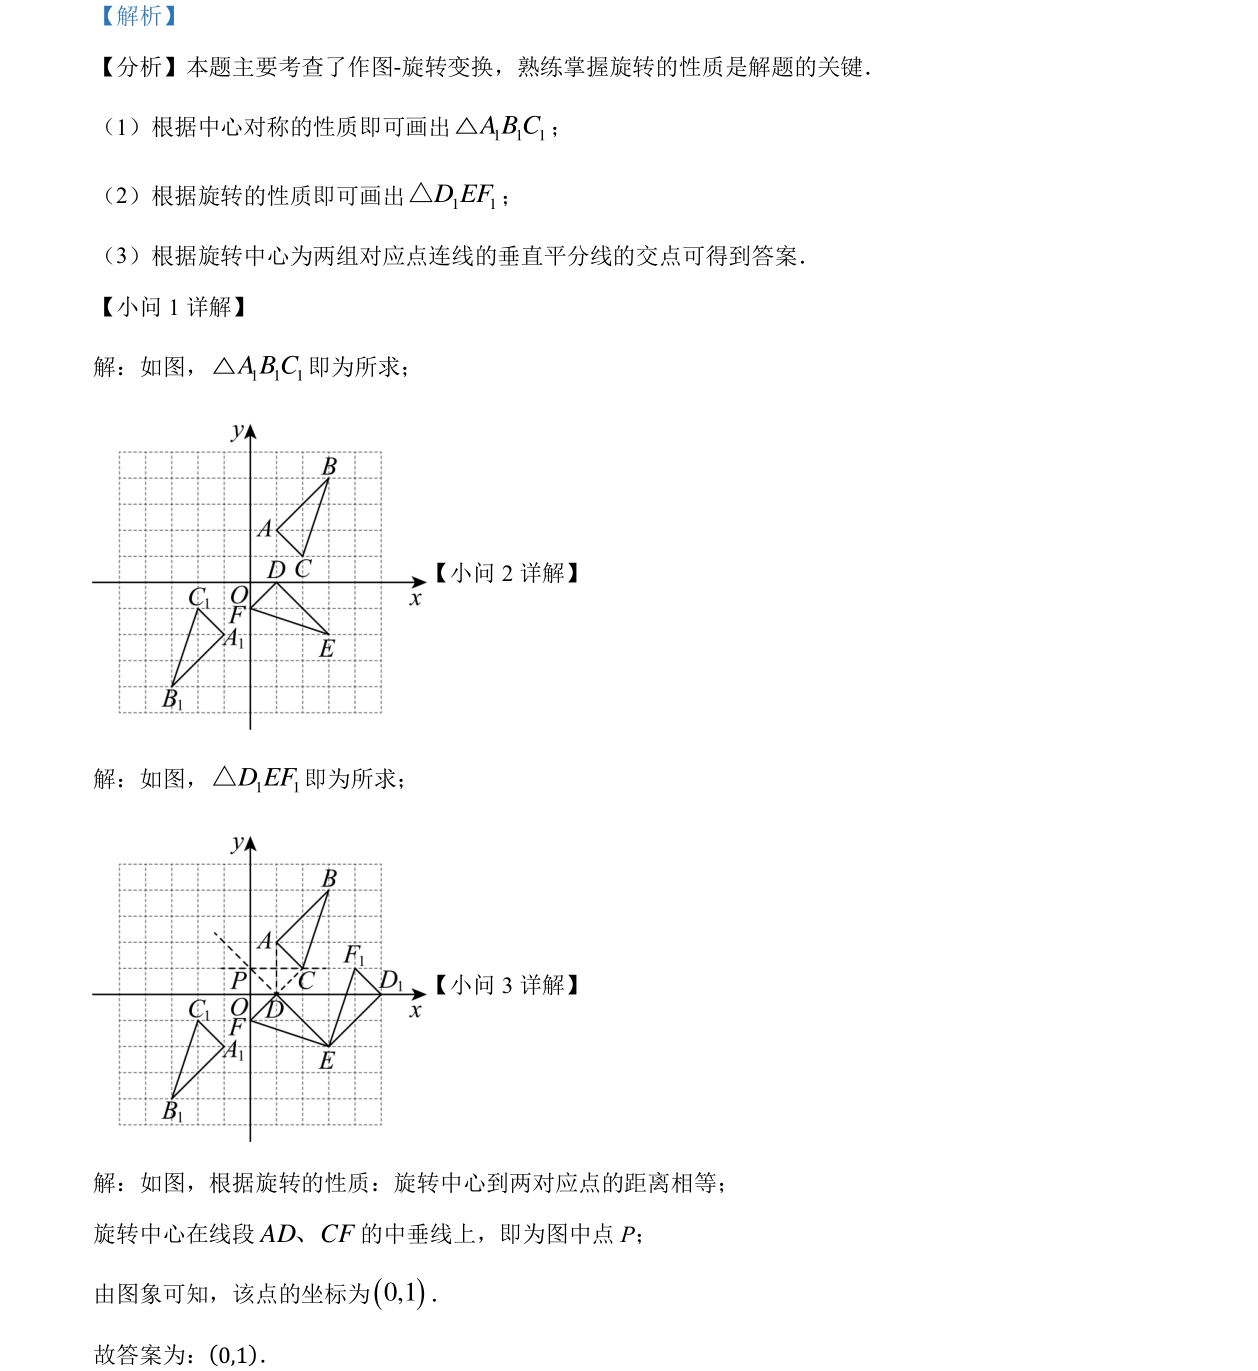 【解析】
【分析】本题主要考查了作图-旋转变换，熟练掌握旋转的性质是解题的关键．
（1）根据中心对称的性质即可画出△A₁B₁C₁；
（2）根据旋转的性质即可画出△D₁EF₁；
（3）根据旋转中心为两组对应点连线的垂直平分线的交点可得到答案．
【小问 1 详解】
解：如图，△A₁B₁C₁即为所求；
y
B
A
D C
【小问 2 详解】
C₁ O x
F
A₁
E
B₁
解：如图，△D₁EF₁即为所求；
y
B
A
F₁
P C D₁
【小问 3 详解】
C₁ O D x
F
A₁
E
B₁
解：如图，根据旋转的性质：旋转中心到两对应点的距离相等；
旋转中心在线段 AD、CF 的中垂线上，即为图中点 P；
由图象可知，该点的坐标为(0,1)．
故答案为：(0,1)．